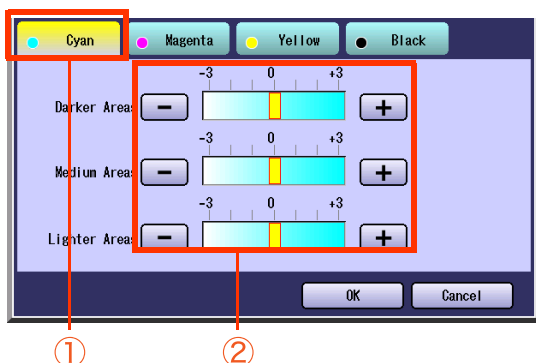 Cyan Magenta Yellow Black
-3 0 +3
Darker Areas − +
-3 0 +3
Medium Areas − +
-3 0 +3
Lighter Areas − +
OK Cancel
① ②